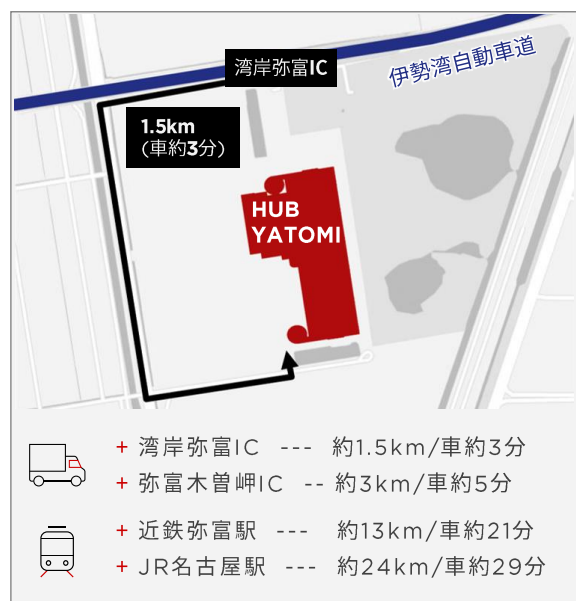 湾岸弥富IC
伊勢湾自動車道
1.5km
(車約3分)
HUB
YATOMI
+ 湾岸弥富IC --- 約1.5km/車約3分
+ 弥富木曽岬IC -- 約3km/車約5分
+ 近鉄弥富駅 --- 約13km/車約21分
+ JR名古屋駅 --- 約24km/車約29分